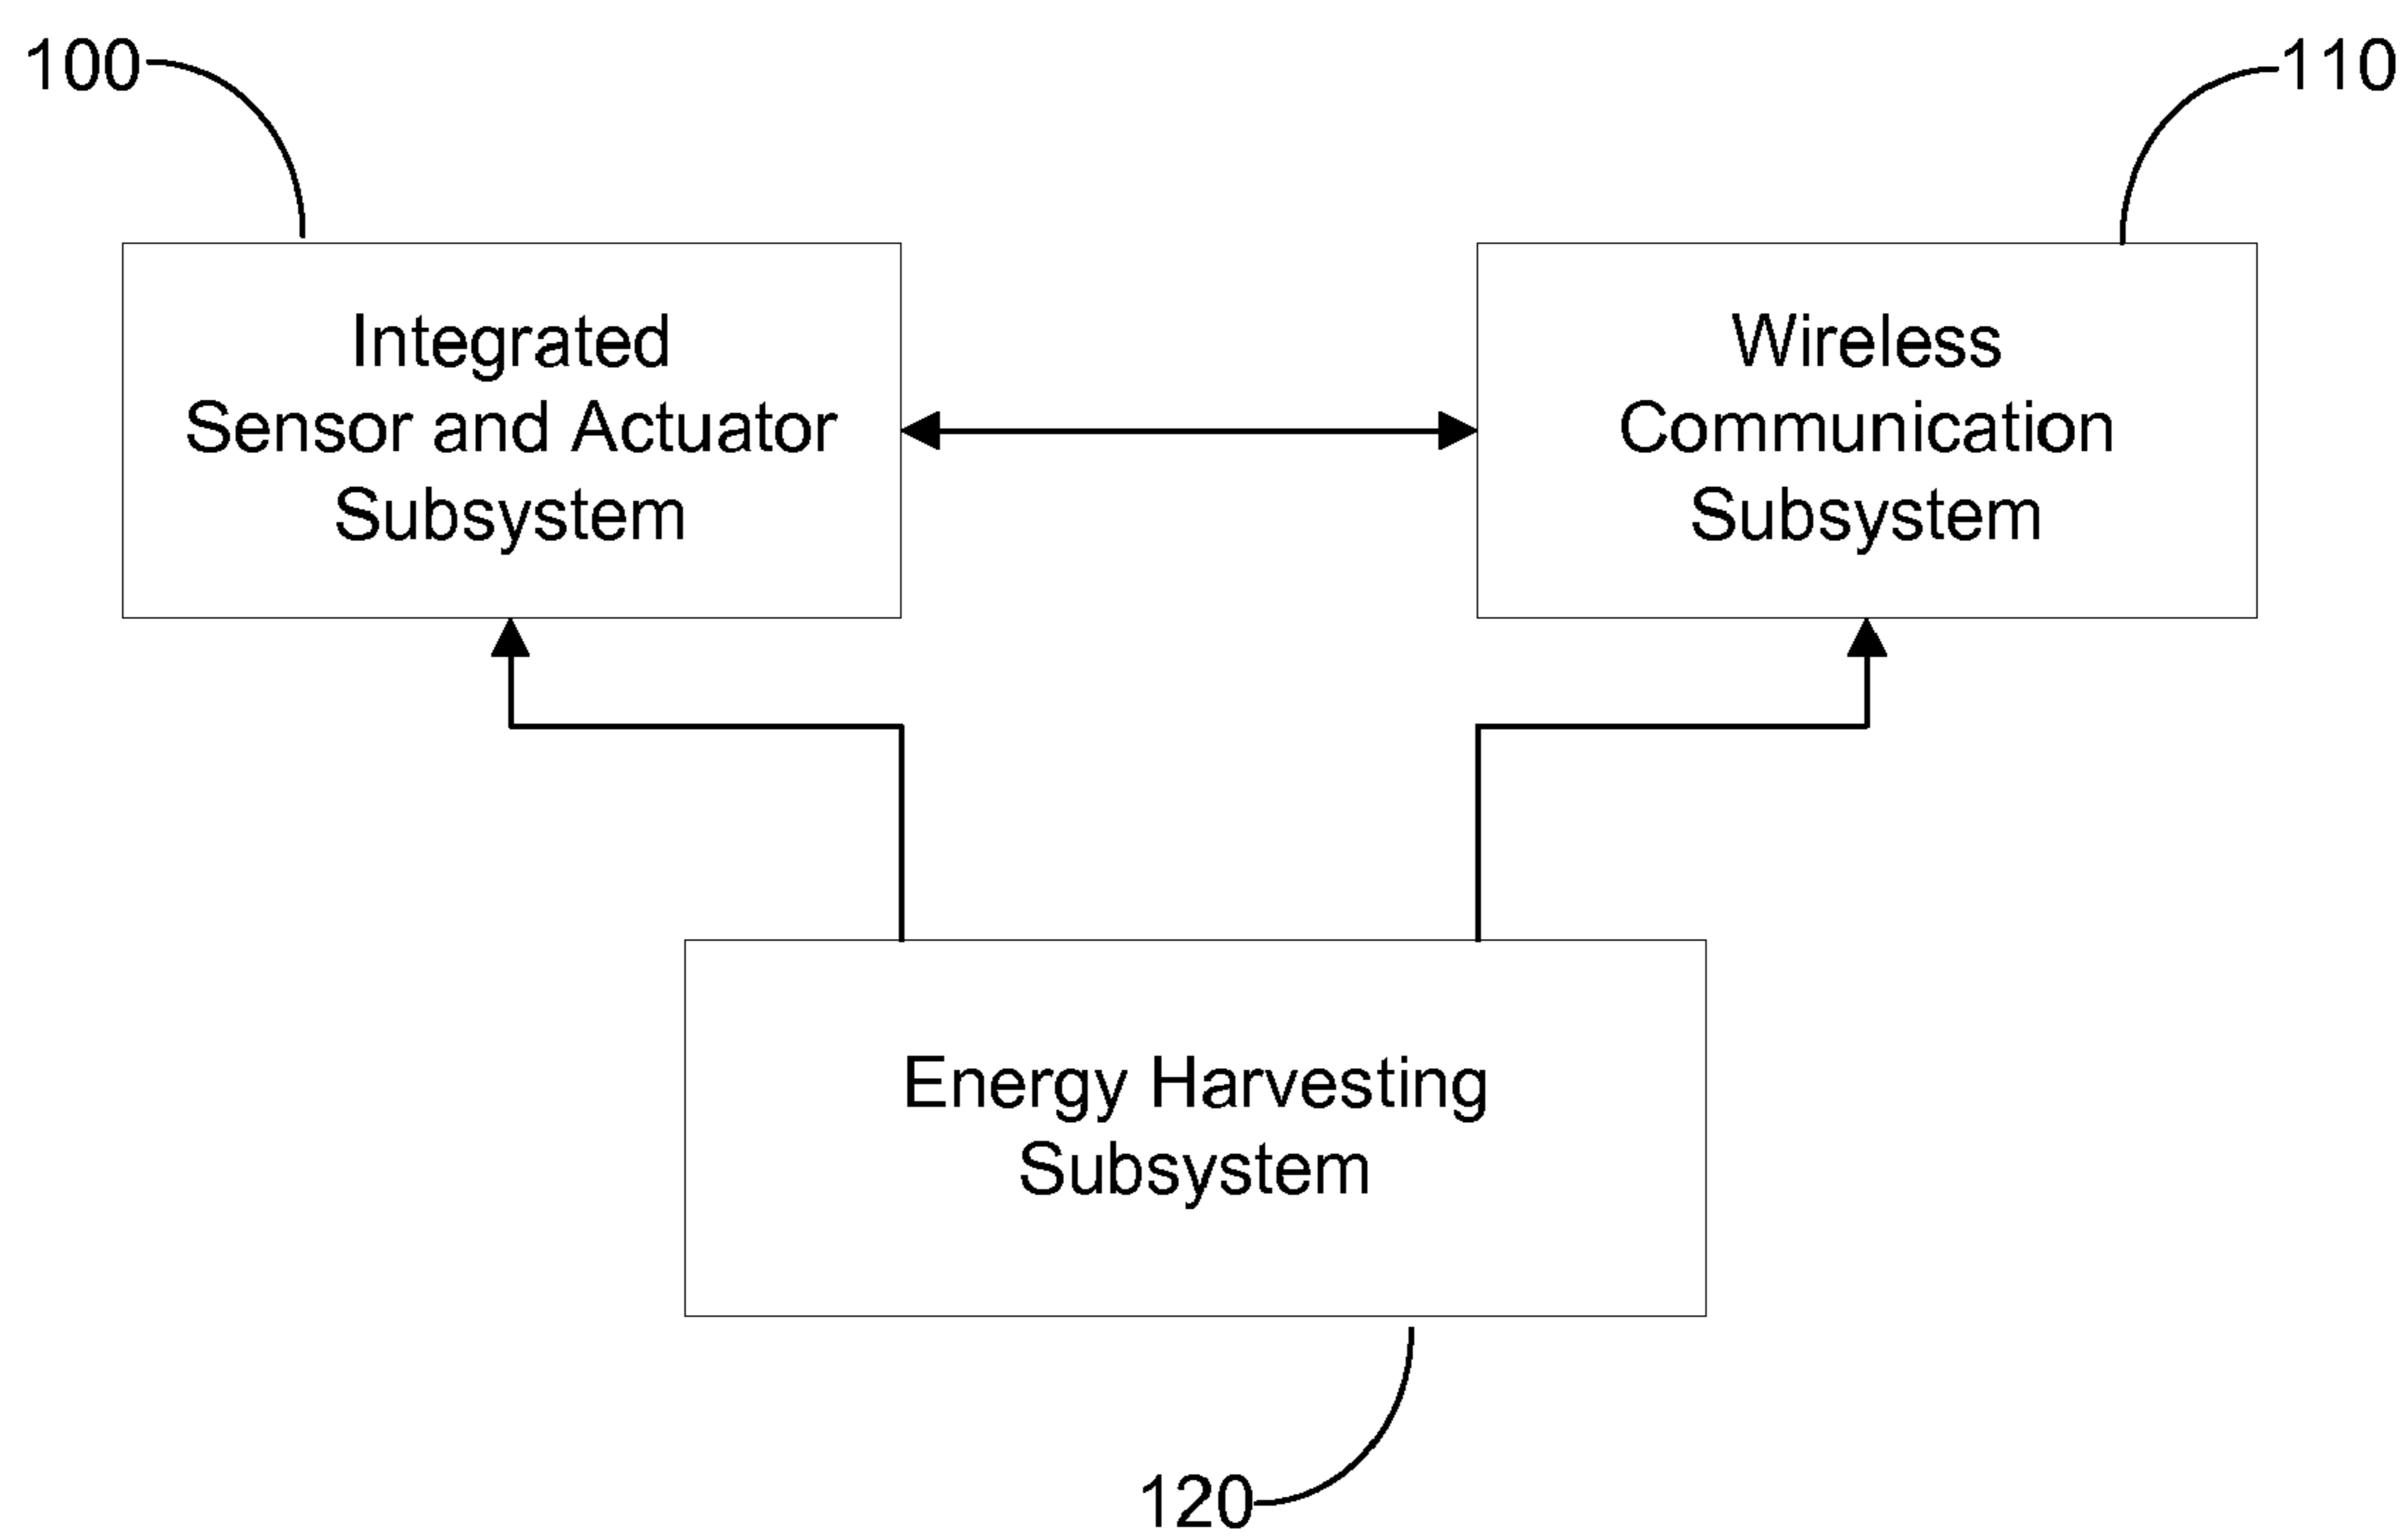 100
110
Integrated
Sensor and Actuator
Subsystem
Wireless
Communication
Subsystem
Energy Harvesting
Subsystem
120